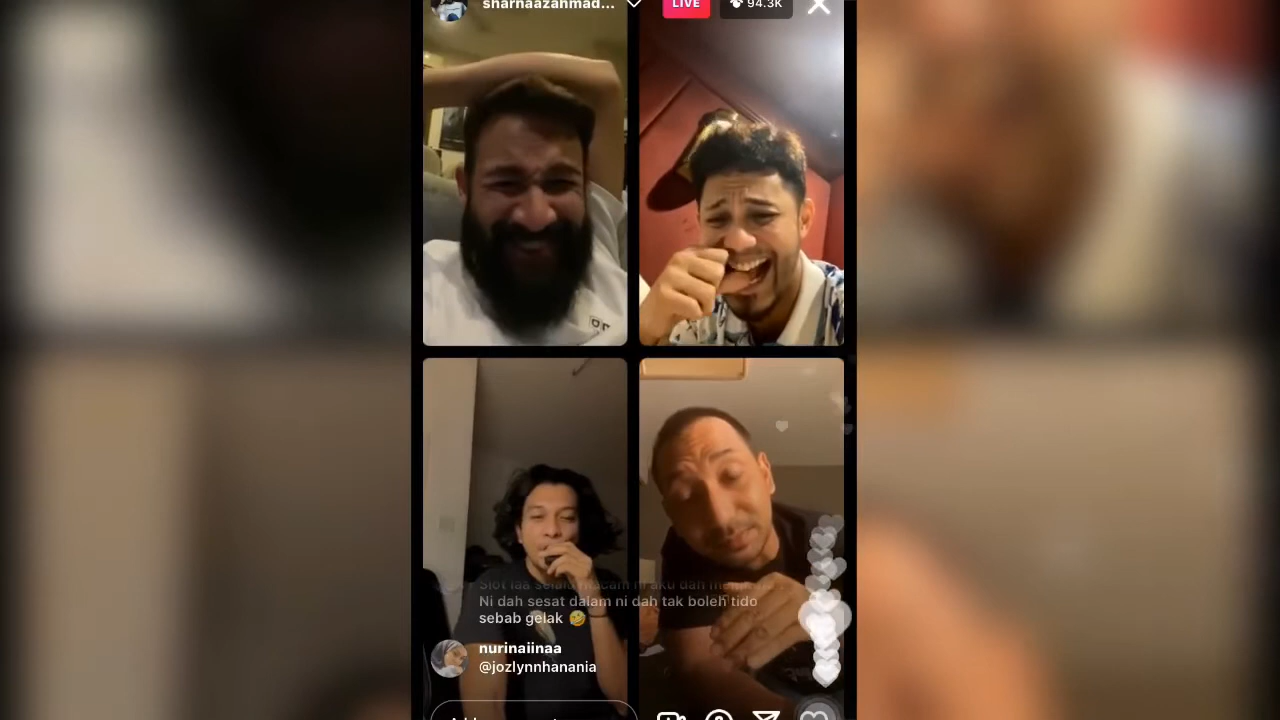 sharnaazahmad...
LIVE
94.3K
Ni dah sesat dalam ni dah tak boleh tido
sebab gelak 🤣
nurinaiinaa
@jozlynnhanania